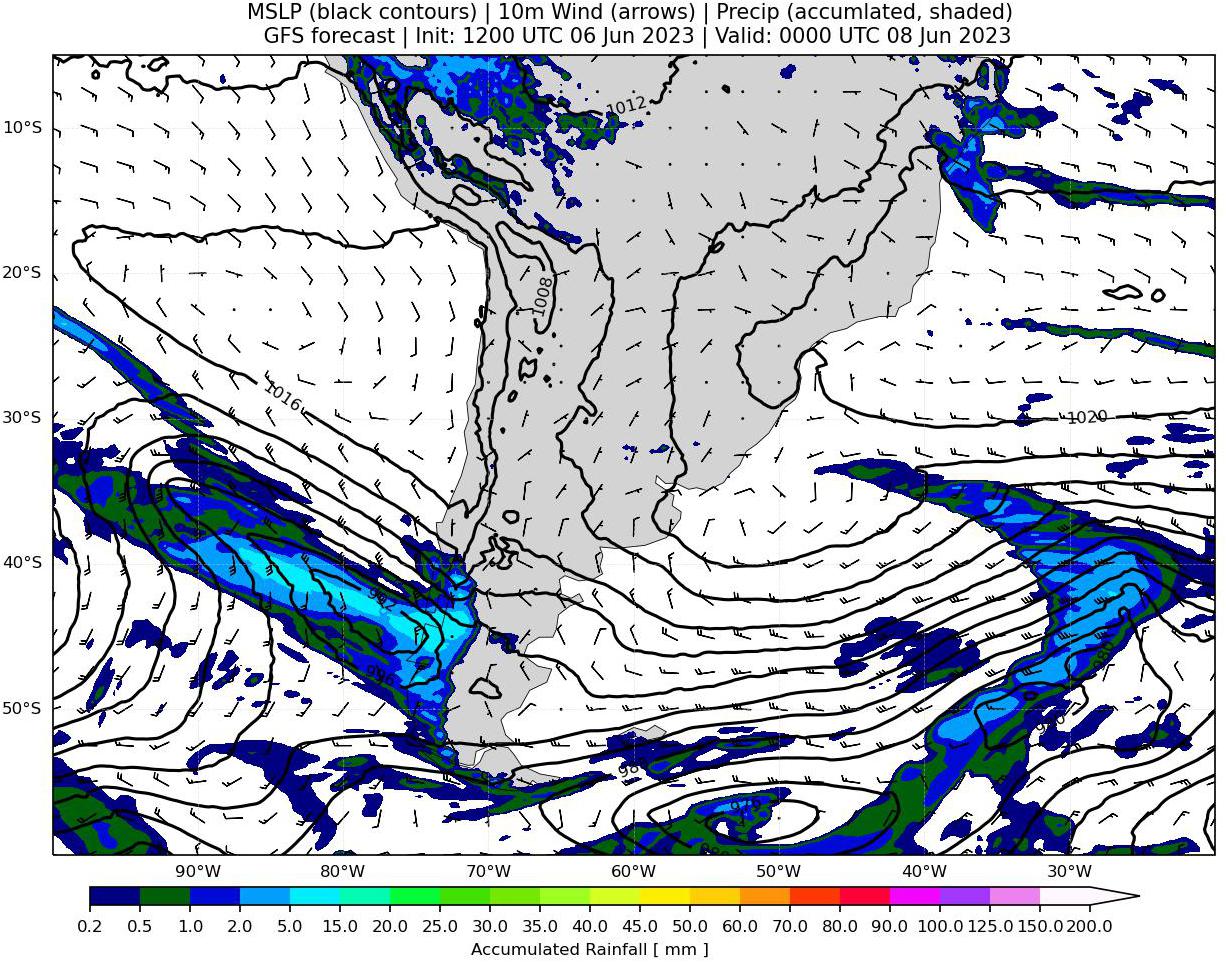 MSLP (black contours) | 10m Wind (arrows) | Precip (accumlated, shaded)
GFS forecast | Init: 1200 UTC 06 Jun 2023 | Valid: 0000 UTC 08 Jun 2023
1012
10°S
20°S
1008
1016
30°S
1020
40°S
992
996
980
50°S
980
976
90°W 80°W 70°W 60°W 50°W 40°W 30°W
0.2 0.5 1.0 2.0 5.0 10.0 15.0 20.0 25.0 30.0 35.0 40.0 45.0 50.0 60.0 70.0 80.0 90.0 100.0 125.0 150.0 200.0
Accumulated Rainfall [ mm ]